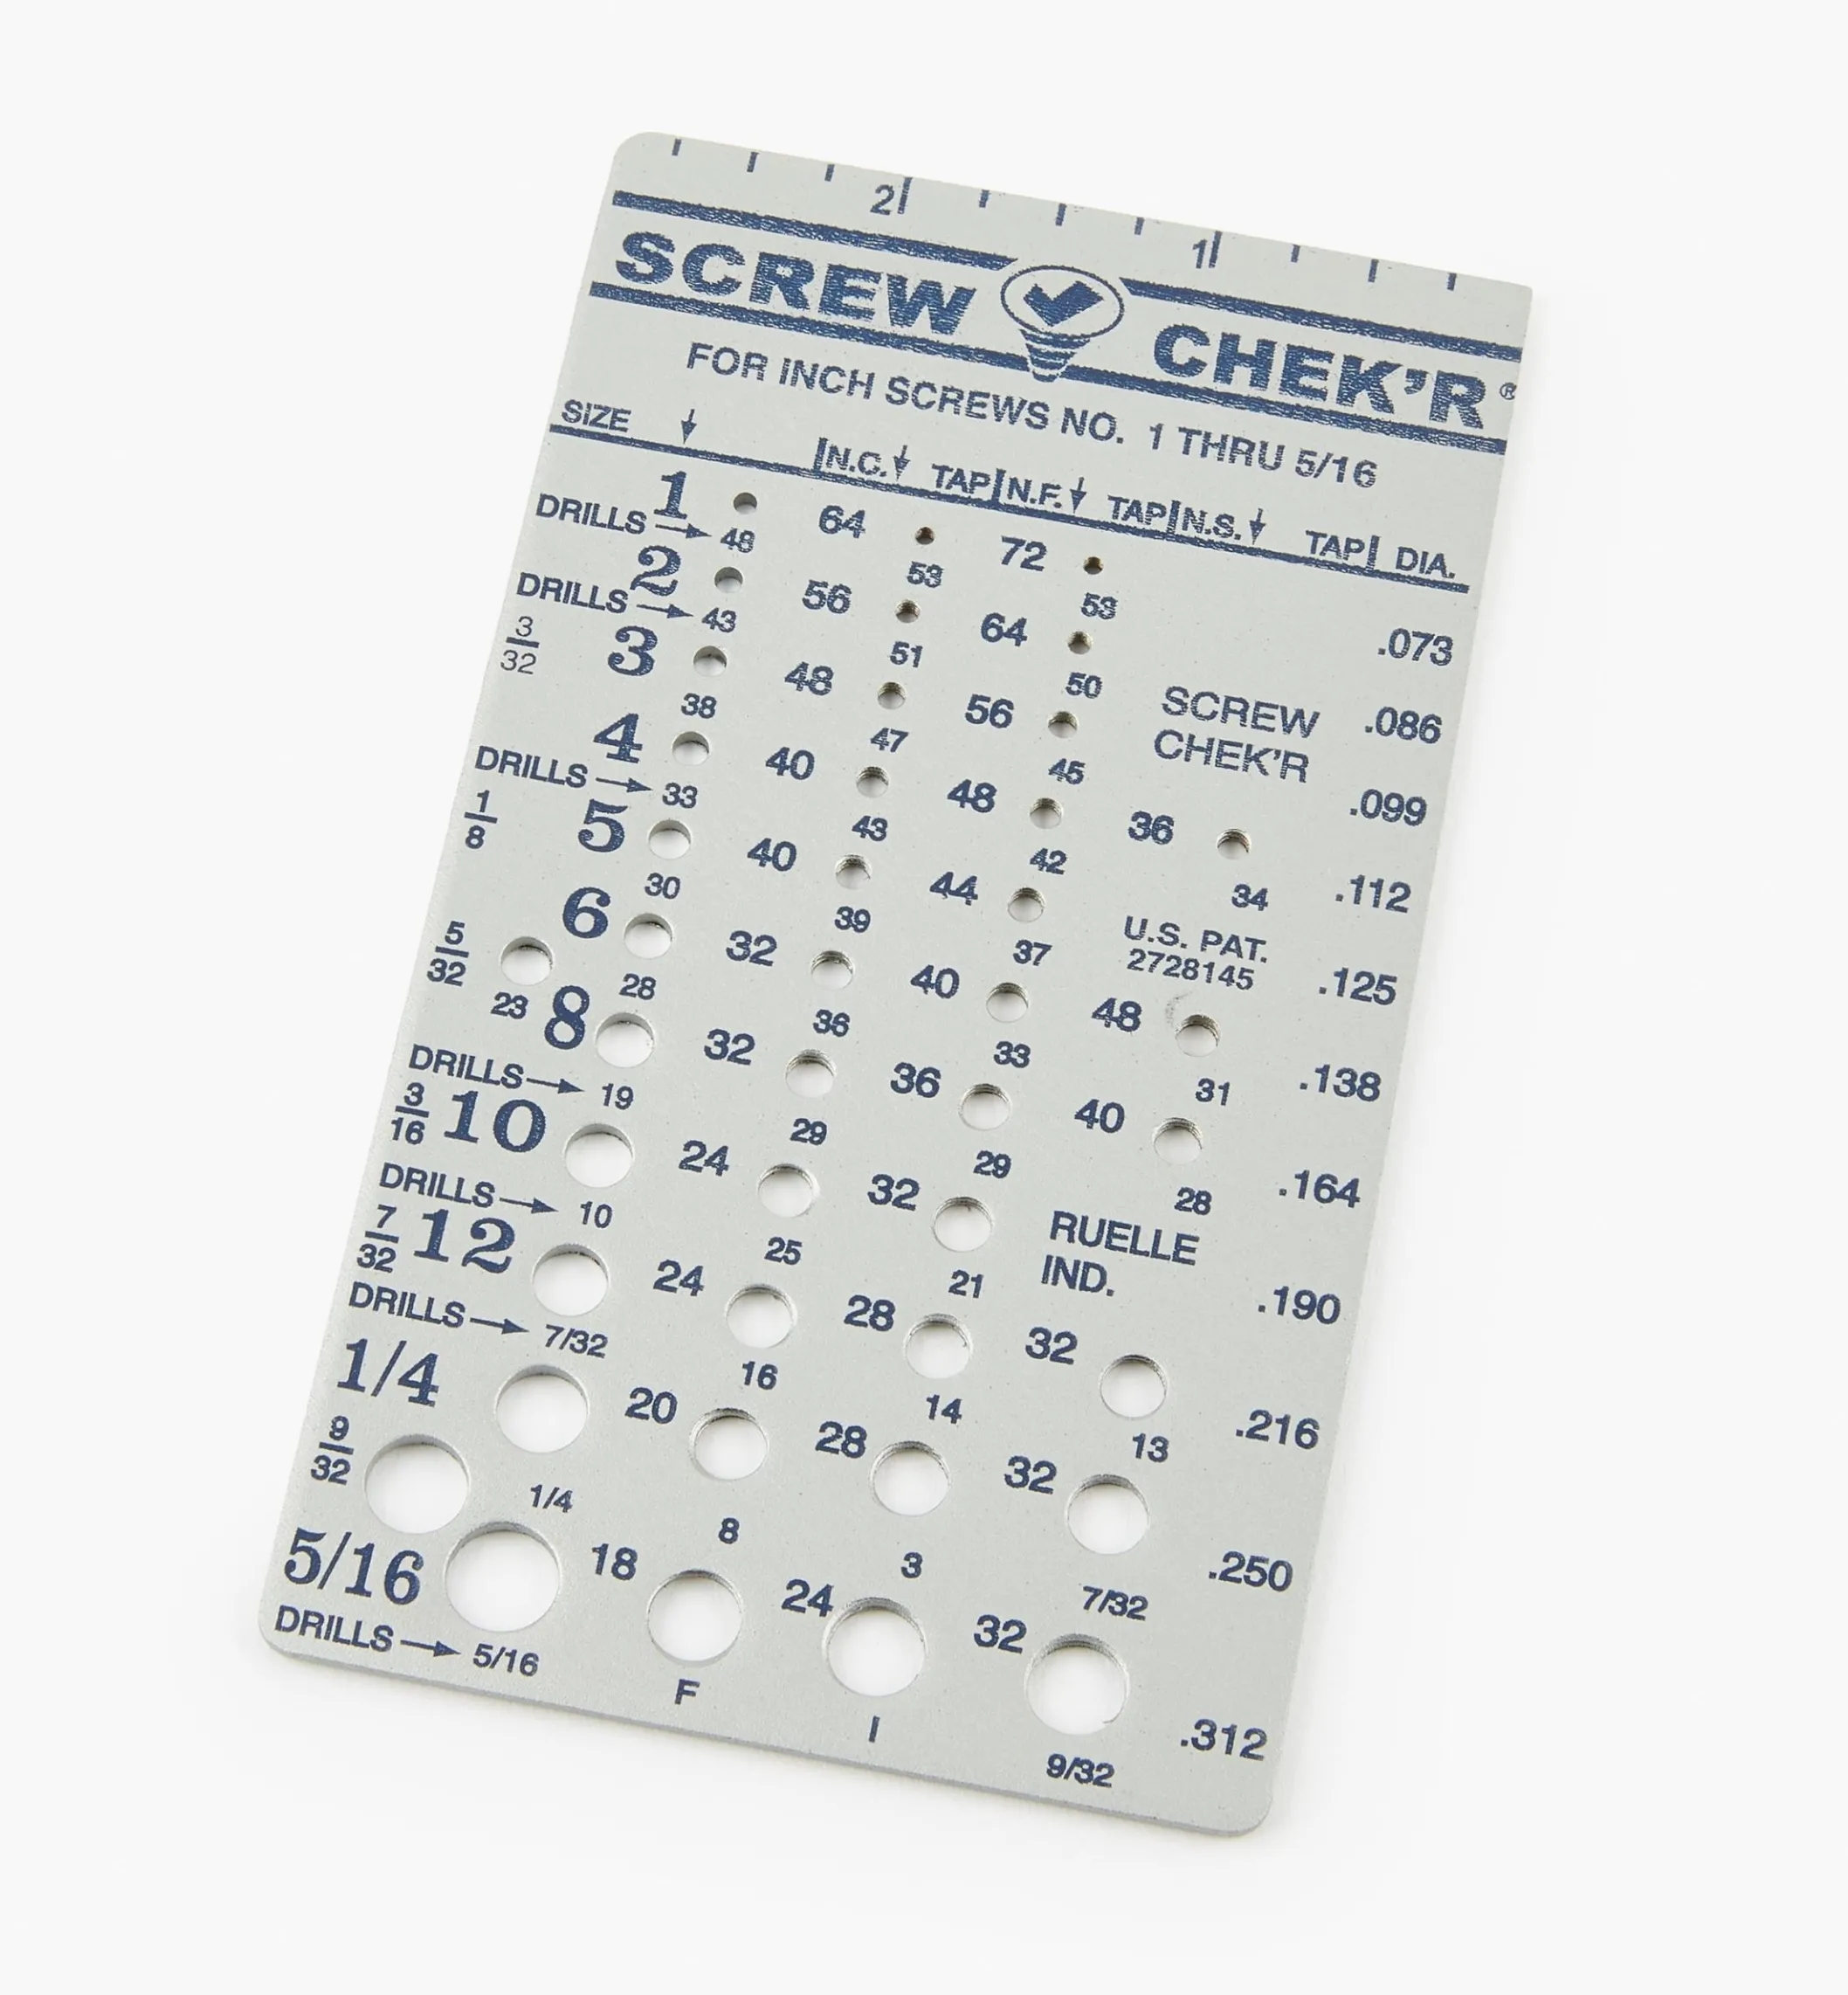 2 1
SCREW CHEK'R®
FOR INCH SCREWS NO. 1 THRU 5/16
SIZE N.C. TAP N.F. TAP N.S. TAP DIA.
1 64 72 .073
DRILLS 48 53 53
2 56 64 .086
DRILLS 43 51 50
3/32 3 48 56 SCREW CHEK'R .099
38 47 45
4 40 48 36 .112
DRILLS 33 43 42 34
1/8 5 40 44 U.S. PAT. 2728145 .125
30 39 37
5/32 6 32 40 48 .138
23 28 36 33 31
8 32 36 40 .164
DRILLS 19 29 29 28
3/16 10 24 32 RUELLE IND. .190
DRILLS 10 25 21
7/32 12 24 28 32 .216
DRILLS 7/32 16 14 13
1/4 20 28 32 .250
9/32 1/4 8 3 7/32
5/16 18 24 32 .312
DRILLS 5/16 F I 9/32